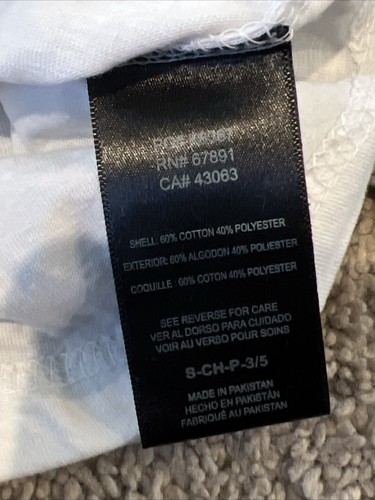 RN# 67891
CA# 43063
SHELL: 60% COTTON 40% POLYESTER
EXTERIOR: 60% ALGODON 40% POLIESTER
COQUILLE : 60% COTON 40% POLYESTER
SEE REVERSE FOR CARE
VER AL DORSO PARA CUIDADO
VOIR AU VERSO POUR SOINS
S-CH-P-3/5
MADE IN PAKISTAN
HECHO EN PAKISTAN
FABRIQUÉ AU PAKISTAN